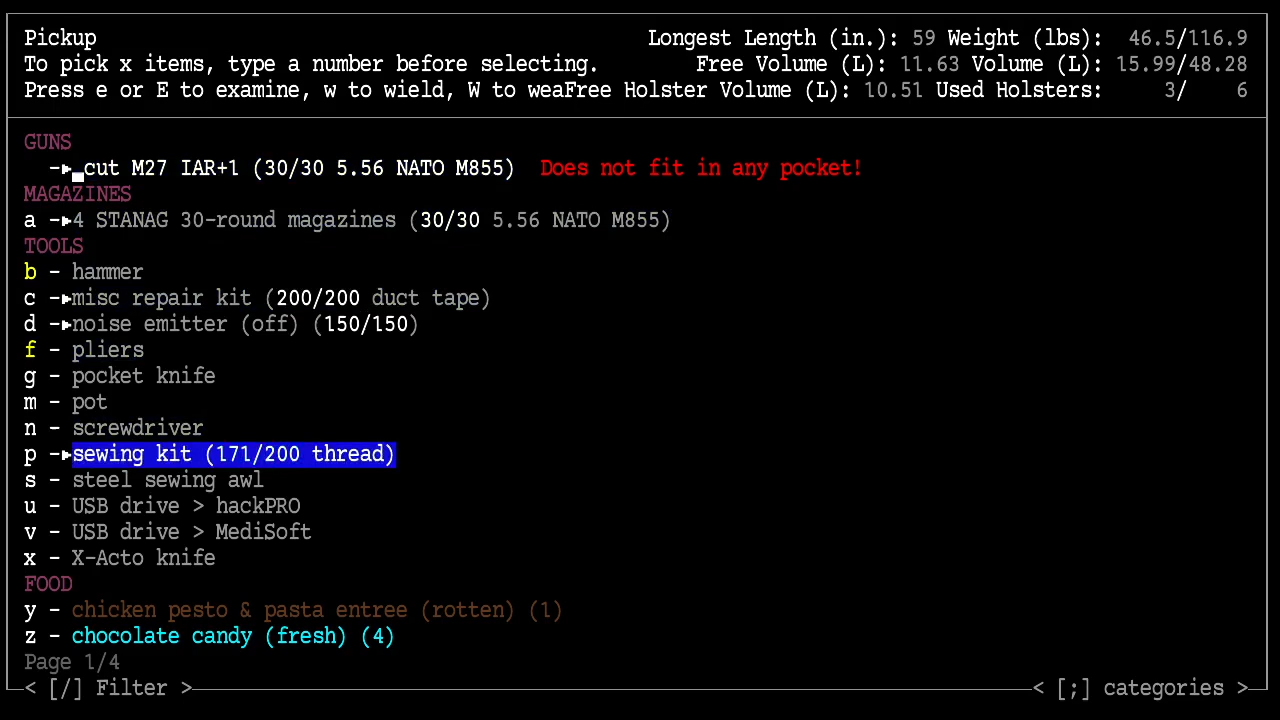 Pickup Longest Length (in.): 59 Weight (lbs): 46.5/116.9
To pick x items, type a number before selecting. Free Volume (L): 11.63 Volume (L): 15.99/48.28
Press e or E to examine, w to wield, W to weaFree Holster Volume (L): 10.51 Used Holsters: 3/ 6
GUNS
cut M27 IAR+1 (30/30 5.56 NATO M855) Does not fit in any pocket!
MAGAZINES
a -▸4 STANAG 30-round magazines (30/30 5.56 NATO M855)
TOOLS
b - hammer
c -▸misc repair kit (200/200 duct tape)
d -▸noise emitter (off) (150/150)
f - pliers
g - pocket knife
m - pot
n - screwdriver
p -▸sewing kit (171/200 thread)
s - steel sewing awl
u - USB drive > hackPRO
v - USB drive > MediSoft
x - X-Acto knife
FOOD
y - chicken pesto & pasta entree (rotten) (1)
z - chocolate candy (fresh) (4)
Page 1/4
< [/] Filter > < [;] categories >